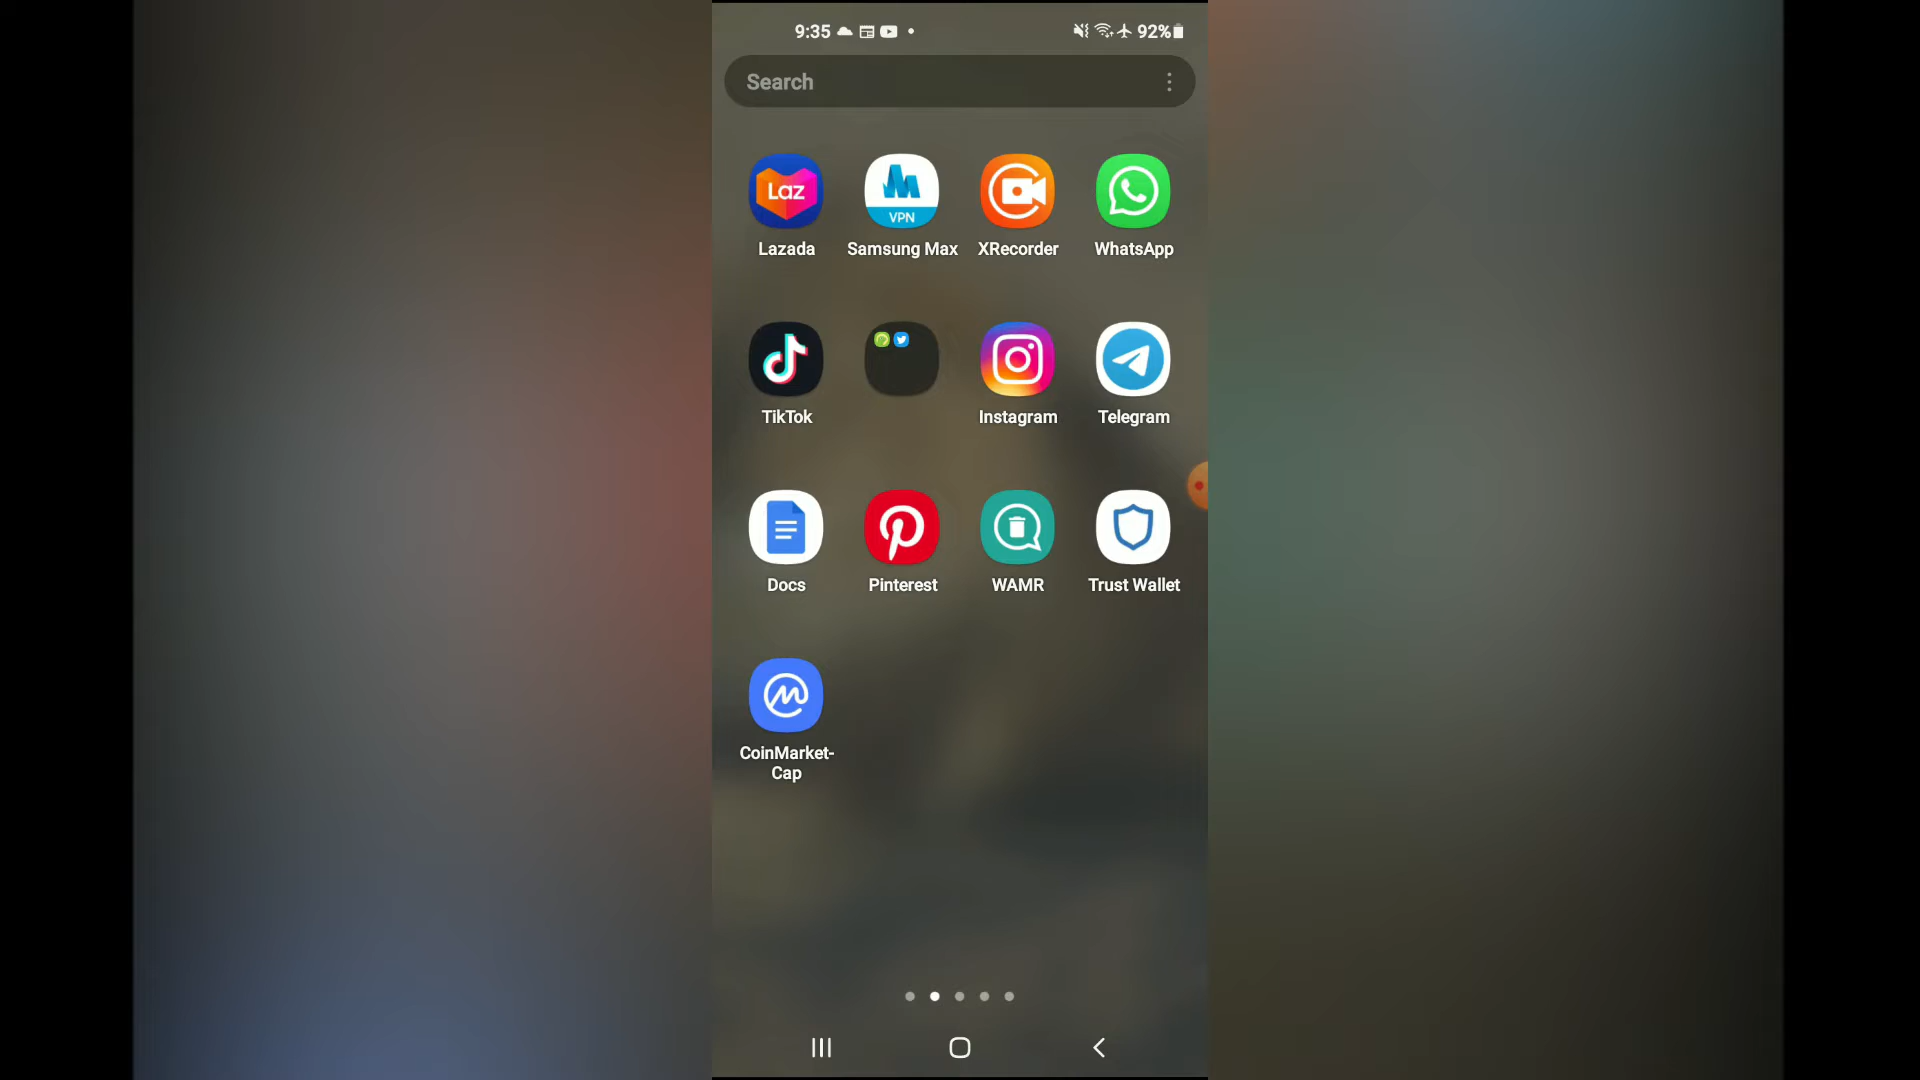 9:35
92%
Search
Laz
VPN
Lazada
Samsung Max
XRecorder
WhatsApp
TikTok
Instagram
Telegram
Docs
Pinterest
WAMR
Trust Wallet
CoinMarket-
Cap